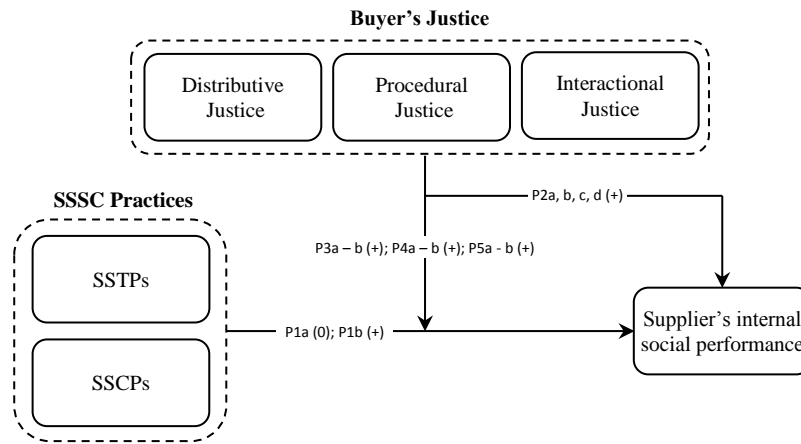 Buyer's Justice
Distributive
Justice
Procedural
Justice
Interactional
Justice
P2a, b, c, d (+)
SSSC Practices
P3a – b (+); P4a – b (+); P5a - b (+)
SSTPs
P1a (0); P1b (+)
Supplier's internal
social performance
SSCPs